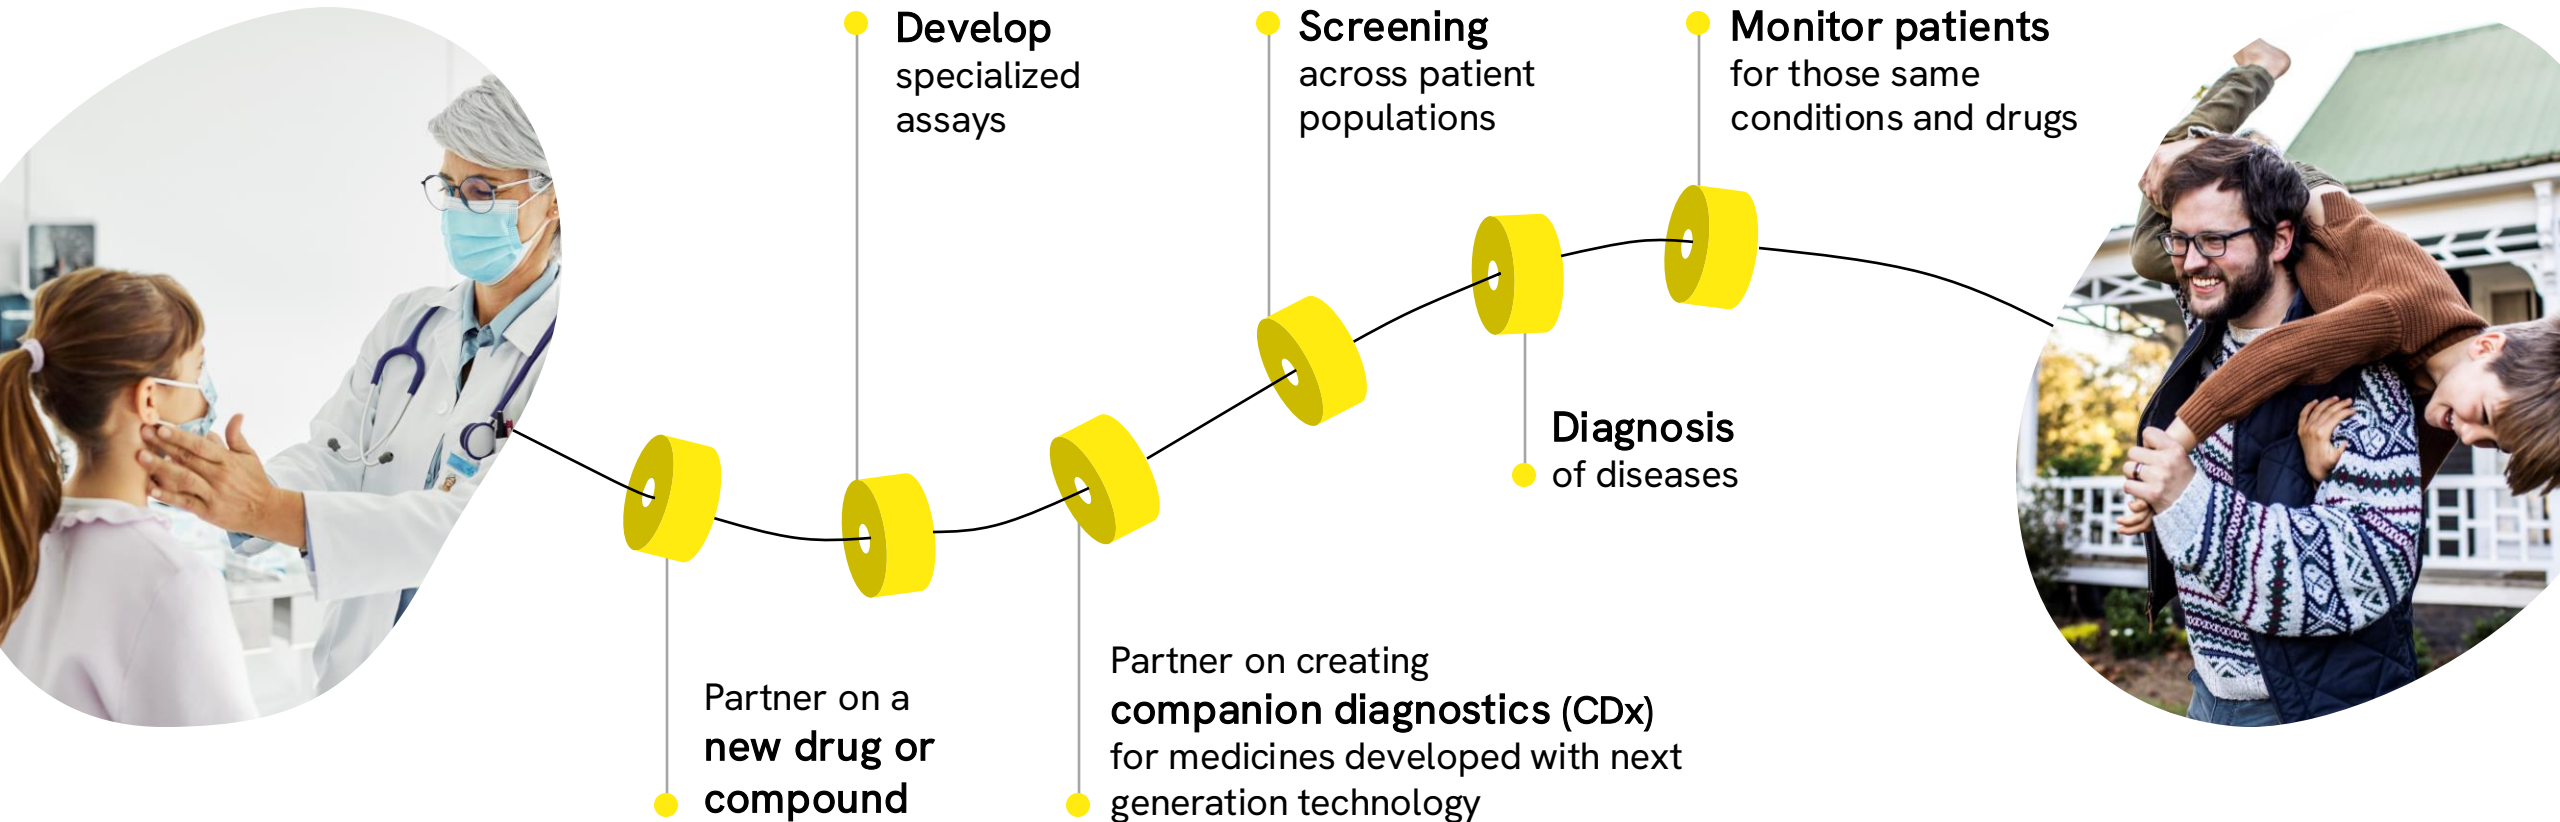 Develop
specialized
assays
Screening
across patient
populations
Monitor patients
for those same
conditions and drugs
Diagnosis
of diseases
Partner on a
new drug or
compound
Partner on creating
companion diagnostics (CDx)
for medicines developed with next
generation technology